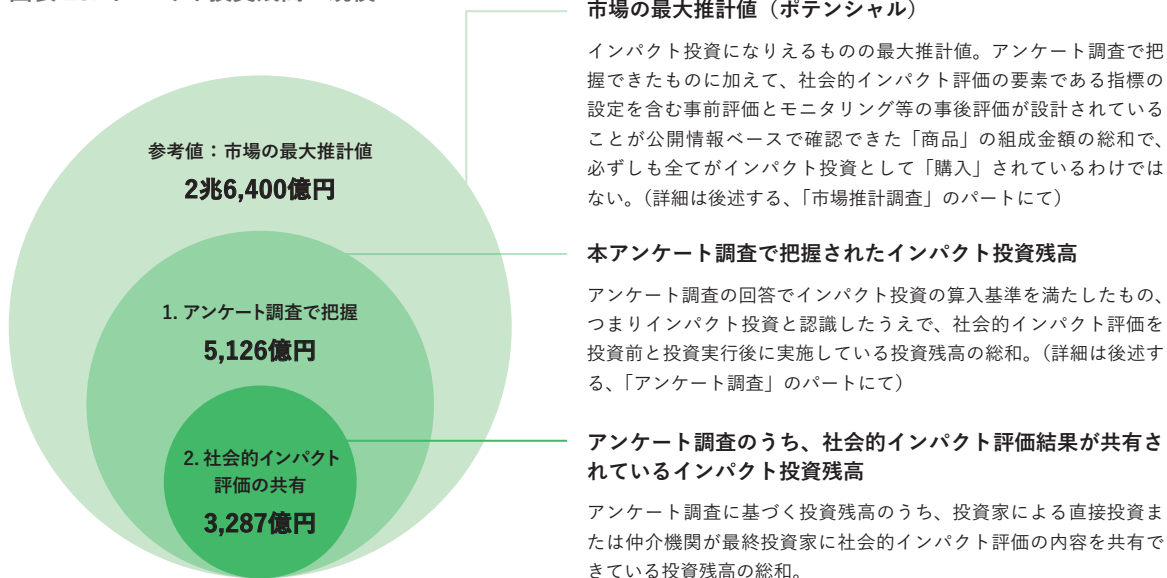 市場の最大推計値（ポテンシャル）
インパクト投資になりえるものの最大推計値。アンケート調査で把
握できたものに加えて、社会的インパクト評価の要素である指標の
設定を含む事前評価とモニタリング等の事後評価が設計されている
ことが公開情報ベースで確認できた「商品」の組成金額の総和で、
必ずしも全てがインパクト投資として「購入」されているわけでは
ない。（詳細は後述する、「市場推計調査」のパートにて）
参考値：市場の最大推計値
2兆6,400億円
本アンケート調査で把握されたインパクト投資残高
アンケート調査の回答でインパクト投資の算入基準を満たしたもの、
つまりインパクト投資と認識したうえで、社会的インパクト評価を
投資前と投資実行後に実施している投資残高の総和。（詳細は後述す
る、「アンケート調査」のパートにて）
1. アンケート調査で把握
5,126億円
アンケート調査のうち、社会的インパクト評価結果が共有さ
れているインパクト投資残高
アンケート調査に基づく投資残高のうち、投資家による直接投資ま
たは仲介機関が最終投資家に社会的インパクト評価の内容を共有で
きている投資残高の総和。
2. 社会的インパクト
評価の共有
3,287億円